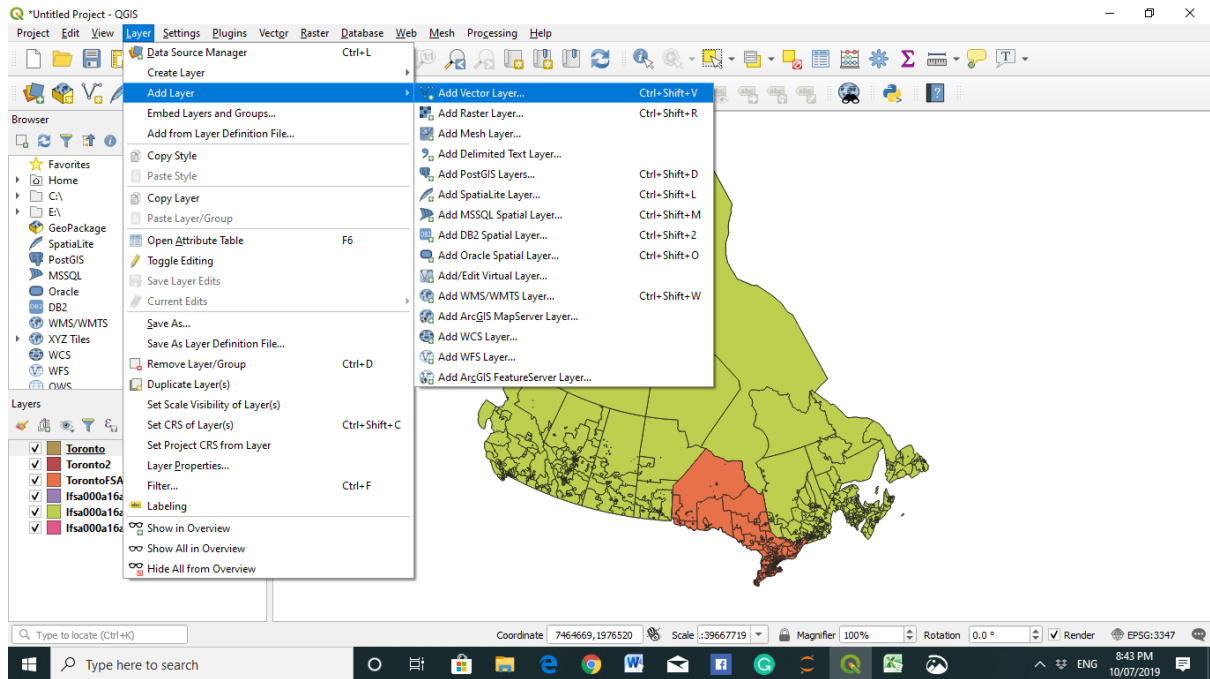 *Untitled Project - QGIS
Project Edit View Layer Settings Plugins Vector Raster Database Web Mesh Processing Help
Data Source Manager Ctrl+L
Create Layer
Add Layer
Embed Layers and Groups...
Add from Layer Definition File...
Copy Style
Paste Style
Copy Layer
Paste Layer/Group
Open Attribute Table F6
Toggle Editing
Save Layer Edits
Current Edits
Save As...
Save As Layer Definition File...
Remove Layer/Group Ctrl+D
Duplicate Layer(s)
Set Scale Visibility of Layer(s)
Set CRS of Layer(s) Ctrl+Shift+C
Set Project CRS from Layer
Layer Properties...
Filter... Ctrl+F
Labeling
Show in Overview
Show All in Overview
Hide All from Overview
Add Vector Layer... Ctrl+Shift+V
Add Raster Layer... Ctrl+Shift+R
Add Mesh Layer...
Add Delimited Text Layer...
Add PostGIS Layers... Ctrl+Shift+D
Add SpatiaLite Layer... Ctrl+Shift+L
Add MSSQL Spatial Layer... Ctrl+Shift+M
Add DB2 Spatial Layer... Ctrl+Shift+2
Add Oracle Spatial Layer... Ctrl+Shift+O
Add/Edit Virtual Layer...
Add WMS/WMTS Layer... Ctrl+Shift+W
Add ArcGIS MapServer Layer...
Add WCS Layer...
Add WFS Layer...
Add ArcGIS FeatureServer Layer...
Browser
Favorites
Home
C:\
E:\
GeoPackage
SpatiaLite
PostGIS
MSSQL
Oracle
DB2
WMS/WMTS
XYZ Tiles
WCS
WFS
OWS
Layers
Toronto
Toronto2
TorontoFSA
lfsa000a16a
lfsa000a16a
lfsa000a16a
Type to locate (Ctrl+K) Coordinate 7464669,1976520 Scale .:39667719 Magnifier 100% Rotation 0.0 ° Render EPSG:3347
Type here to search ENG 8:43 PM
10/07/2019